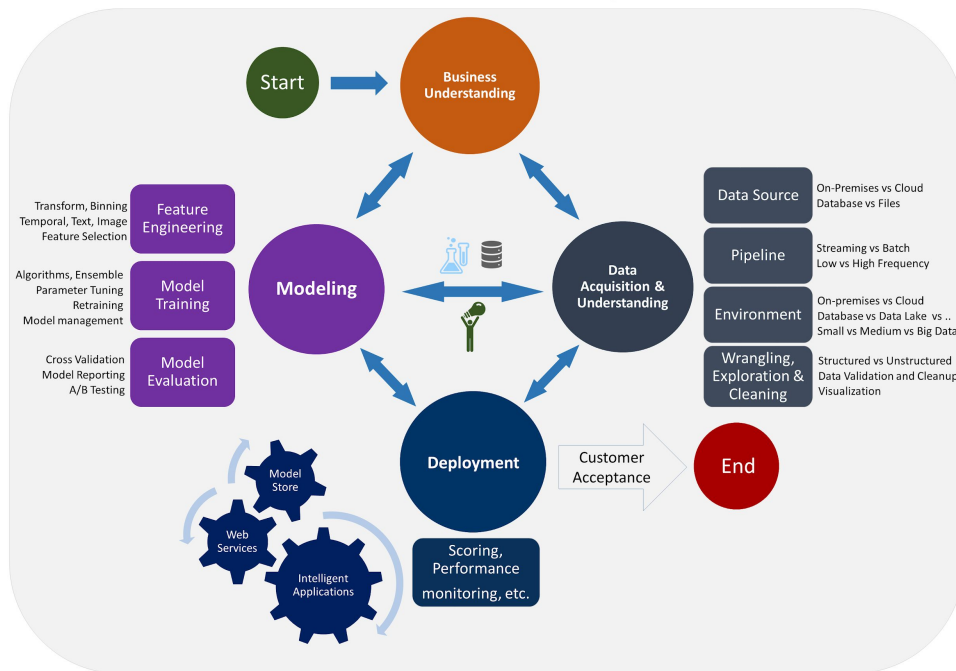 Start
Business
Understanding
Feature
Engineering
Transform, Binning
Temporal, Text, Image
Feature Selection
Model
Training
Algorithms, Ensemble
Parameter Tuning
Retraining
Model management
Model
Evaluation
Cross Validation
Model Reporting
A/B Testing
Modeling
Data
Acquisition &
Understanding
Data Source
On-Premises vs Cloud
Database vs Files
Pipeline
Streaming vs Batch
Low vs High Frequency
Environment
On-premises vs Cloud
Database vs Data Lake vs ..
Small vs Medium vs Big Data
Wrangling,
Exploration &
Cleaning
Structured vs Unstructured
Data Validation and Cleanup
Visualization
Deployment
Customer
Acceptance
End
Model
Store
Web
Services
Intelligent
Applications
Scoring,
Performance
monitoring, etc.